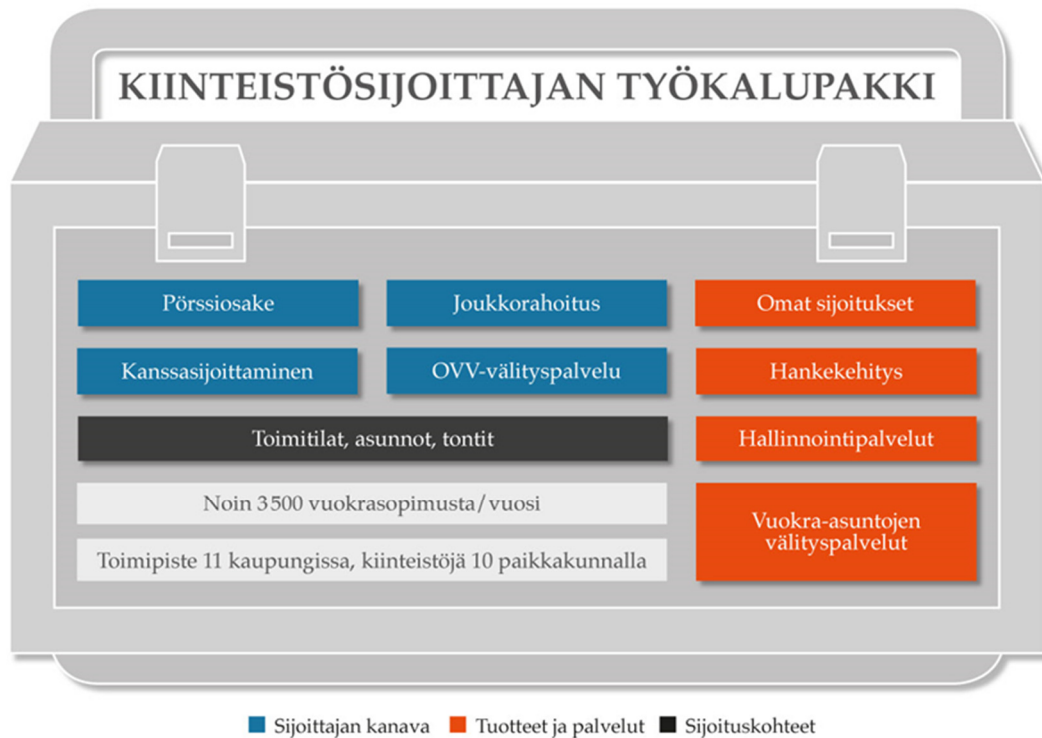 KIINTEISTÖSIJOITTAJAN TYÖKALUPAKKI
Pörssiosake
Joukkorahoitus
Omat sijoitukset
Kanssasijoittaminen
OVV-välityspalvelu
Hankekehitys
Toimitilat, asunnot, tontit
Hallinnointipalvelut
Noin 3500 vuokrasopimusta/vuosi
Vuokra-asuntojen
välityspalvelut
Toimipiste 11 kaupungissa, kiinteistöjä 10 paikkakunnalla
Sijoittajan kanava
Tuotteet ja palvelut
Sijoituskohteet